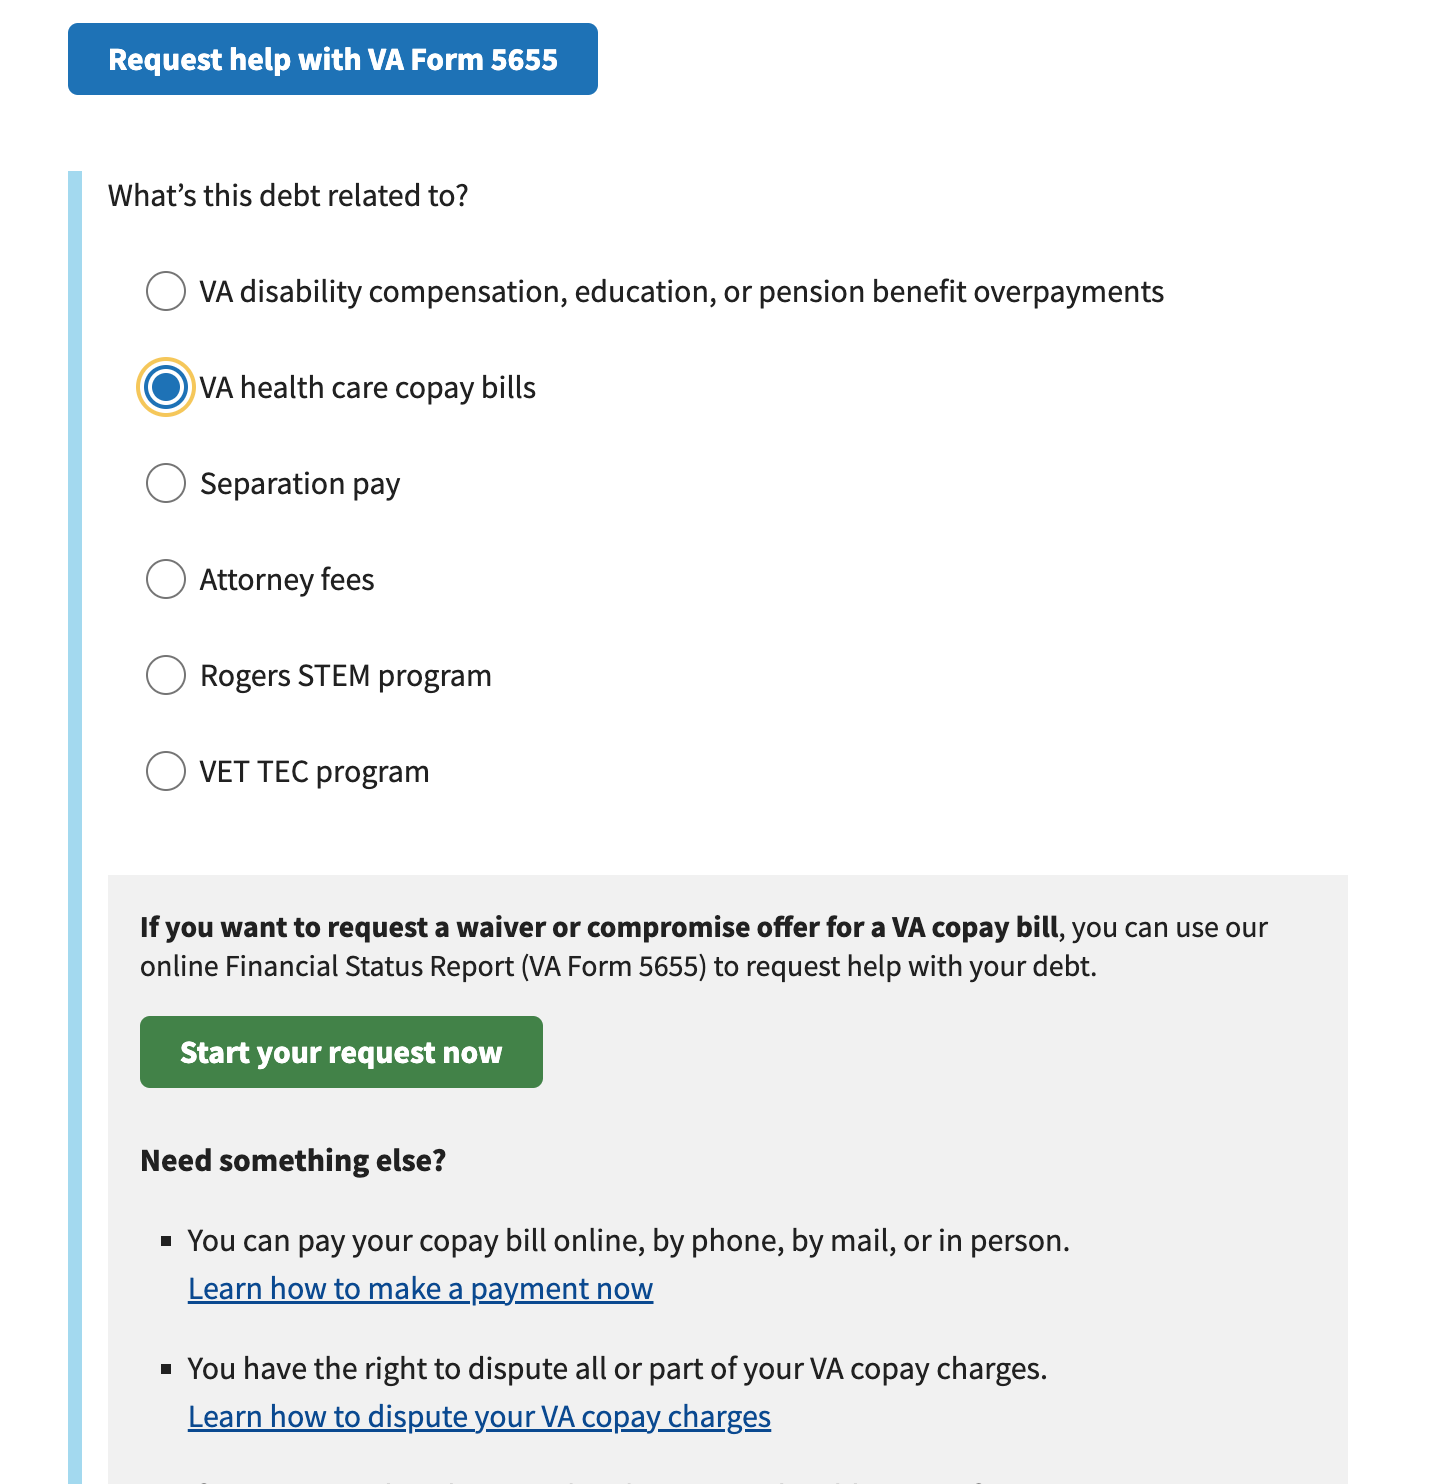 Request help with VA Form 5655
What’s this debt related to?
VA disability compensation, education, or pension benefit overpayments
VA health care copay bills
Separation pay
Attorney fees
Rogers STEM program
VET TEC program
If you want to request a waiver or compromise offer for a VA copay bill, you can use our
online Financial Status Report (VA Form 5655) to request help with your debt.
Start your request now
Need something else?
You can pay your copay bill online, by phone, by mail, or in person.
Learn how to make a payment now
You have the right to dispute all or part of your VA copay charges.
Learn how to dispute your VA copay charges